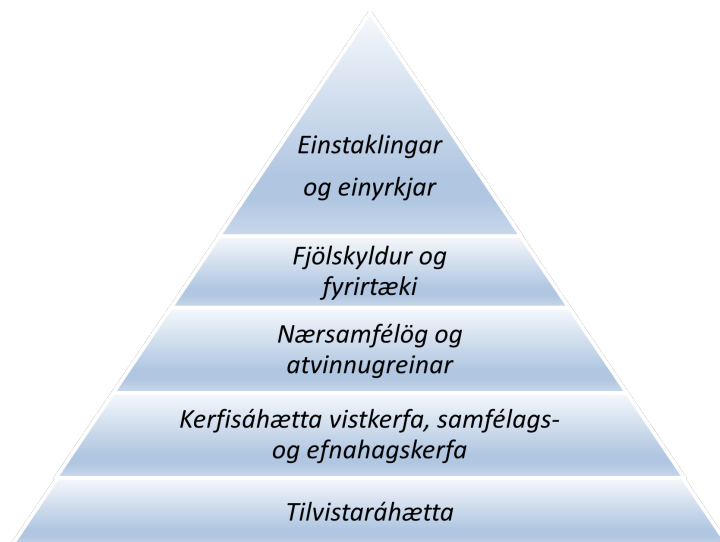 Einstaklingar
og einyrkjar
Fjölskyldur og
fyrirtæki
Nærsamfélög og
atvinnugreinar
Kerfisáhætta vistkerfa, samfélags-
og efnahagskerfa
Tilvistaráhætta